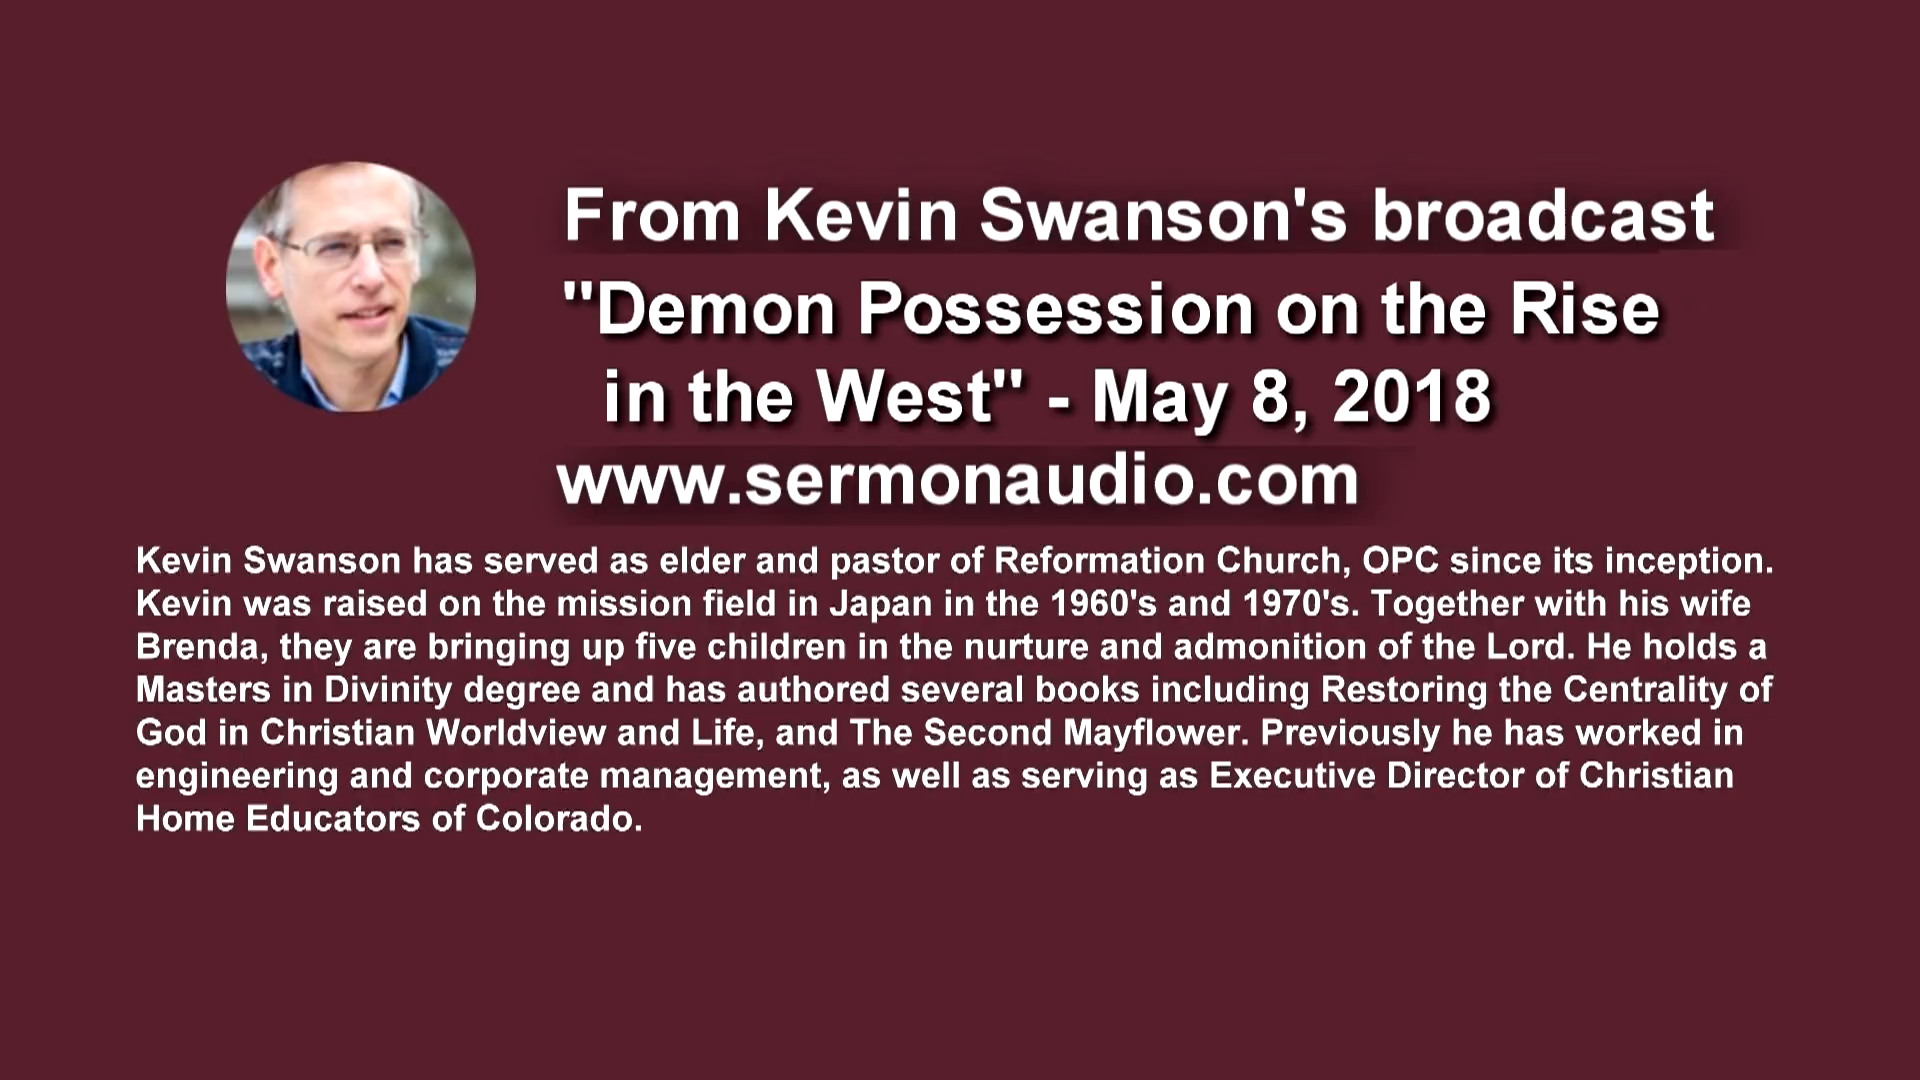 From Kevin Swanson's broadcast
"Demon Possession on the Rise
in the West" - May 8, 2018
www.sermonaudio.com
Kevin Swanson has served as elder and pastor of Reformation Church, OPC since its inception.
Kevin was raised on the mission field in Japan in the 1960's and 1970's. Together with his wife
Brenda, they are bringing up five children in the nurture and admonition of the Lord. He holds a
Masters in Divinity degree and has authored several books including Restoring the Centrality of
God in Christian Worldview and Life, and The Second Mayflower. Previously he has worked in
engineering and corporate management, as well as serving as Executive Director of Christian
Home Educators of Colorado.